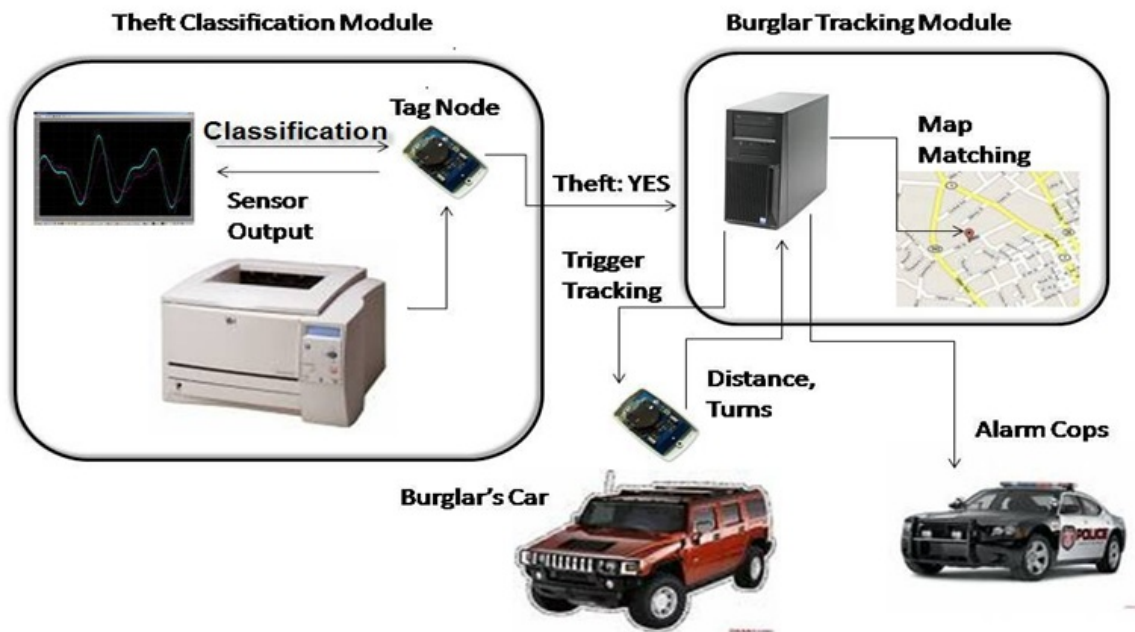 Theft Classification Module
Burglar Tracking Module
Tag Node
Classification
Sensor
Output
Theft: YES
Map
Matching
Trigger
Tracking
Distance,
Turns
Alarm Cops
Burglar's Car
POLICE